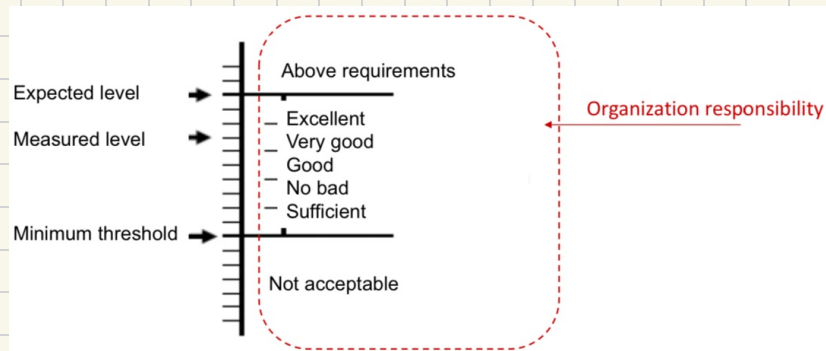 Above requirements
Expected level
Organization responsibility
Excellent
Measured level
Very good
Good
No bad
Sufficient
Minimum threshold
Not acceptable